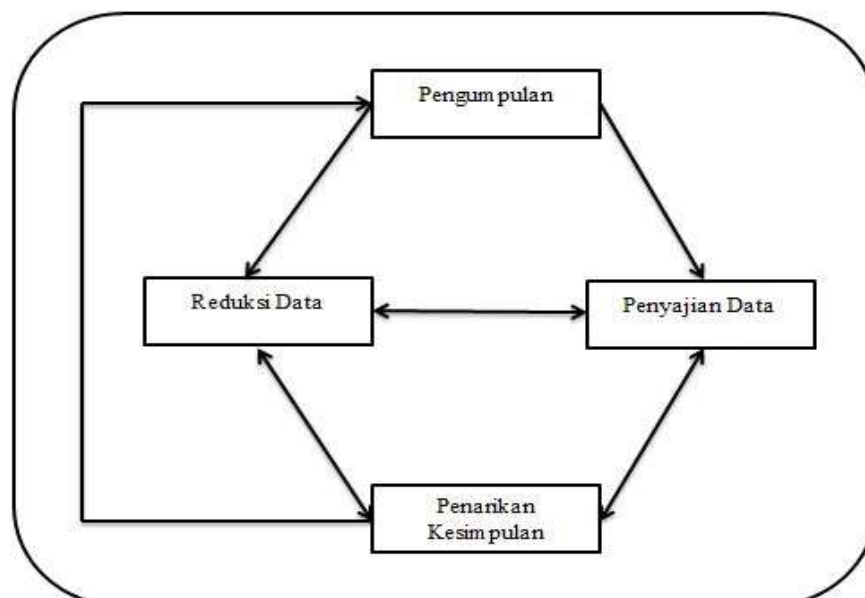 Pengumpulan
Reduksi Data
Penyajian Data
Penarikan
Kesimpulan